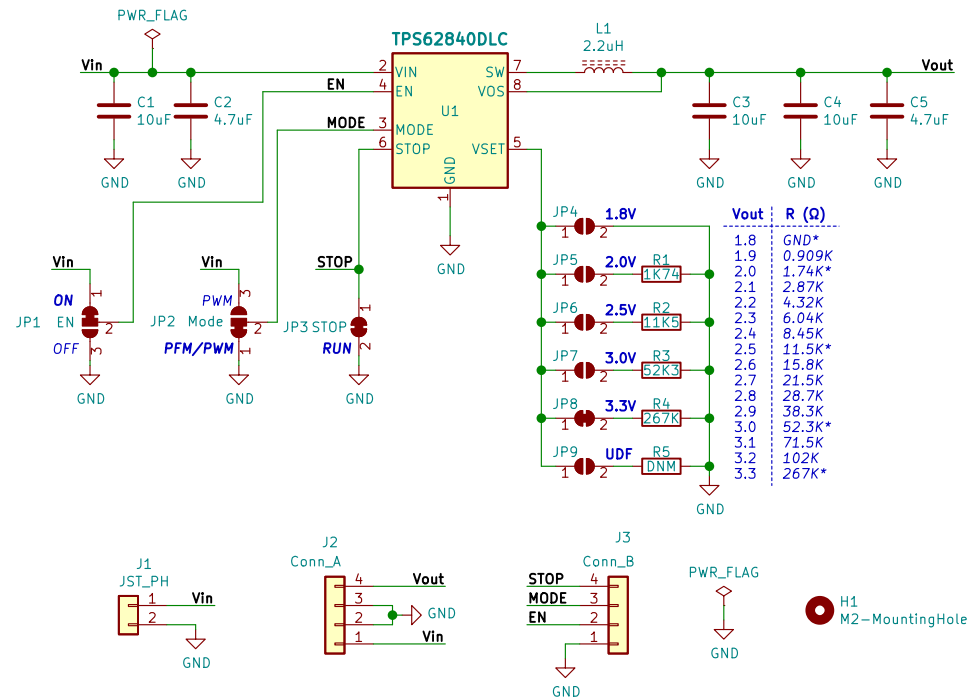 PWR_FLAG
Vin
C1
10uF
GND
C2
4.7uF
GND
EN
MODE
TPS62840DLC
2
VIN
4
EN
3
MODE
6
STOP
U1
SW
7
VOS
8
VSET
5
GND
1
GND
L1
2.2uH
Vout
C3
10uF
GND
C4
10uF
GND
C5
4.7uF
GND
Vin
ON
1
JP1
EN
2
OFF
3
GND
Vin
PWM
3
JP2
Mode
2
PFM/PWM
1
GND
STOP
1
JP3
STOP
RUN
2
GND
JP4
1.8V
1
2
JP5
2.0V
R1
1
2
1K74
JP6
2.5V
R2
1
2
11K5
JP7
3.0V
R3
1
2
52K3
JP8
3.3V
R4
1
2
267K
JP9
UDF
R5
1
2
DNM
GND
Vout R (Ω)
1.8 GND*
1.9 0.909K
2.0 1.74K*
2.1 2.87K
2.2 4.32K
2.3 6.04K
2.4 8.45K
2.5 11.5K*
2.6 15.8K
2.7 21.5K
2.8 28.7K
2.9 38.3K
3.0 52.3K*
3.1 71.5K
3.2 102K
3.3 267K*
J1
JST_PH
1
Vin
2
GND
J2
Conn_A
4
Vout
3
GND
2
1
Vin
J3
Conn_B
STOP
4
MODE
3
EN
2
1
GND
PWR_FLAG
GND
H1
M2-MountingHole